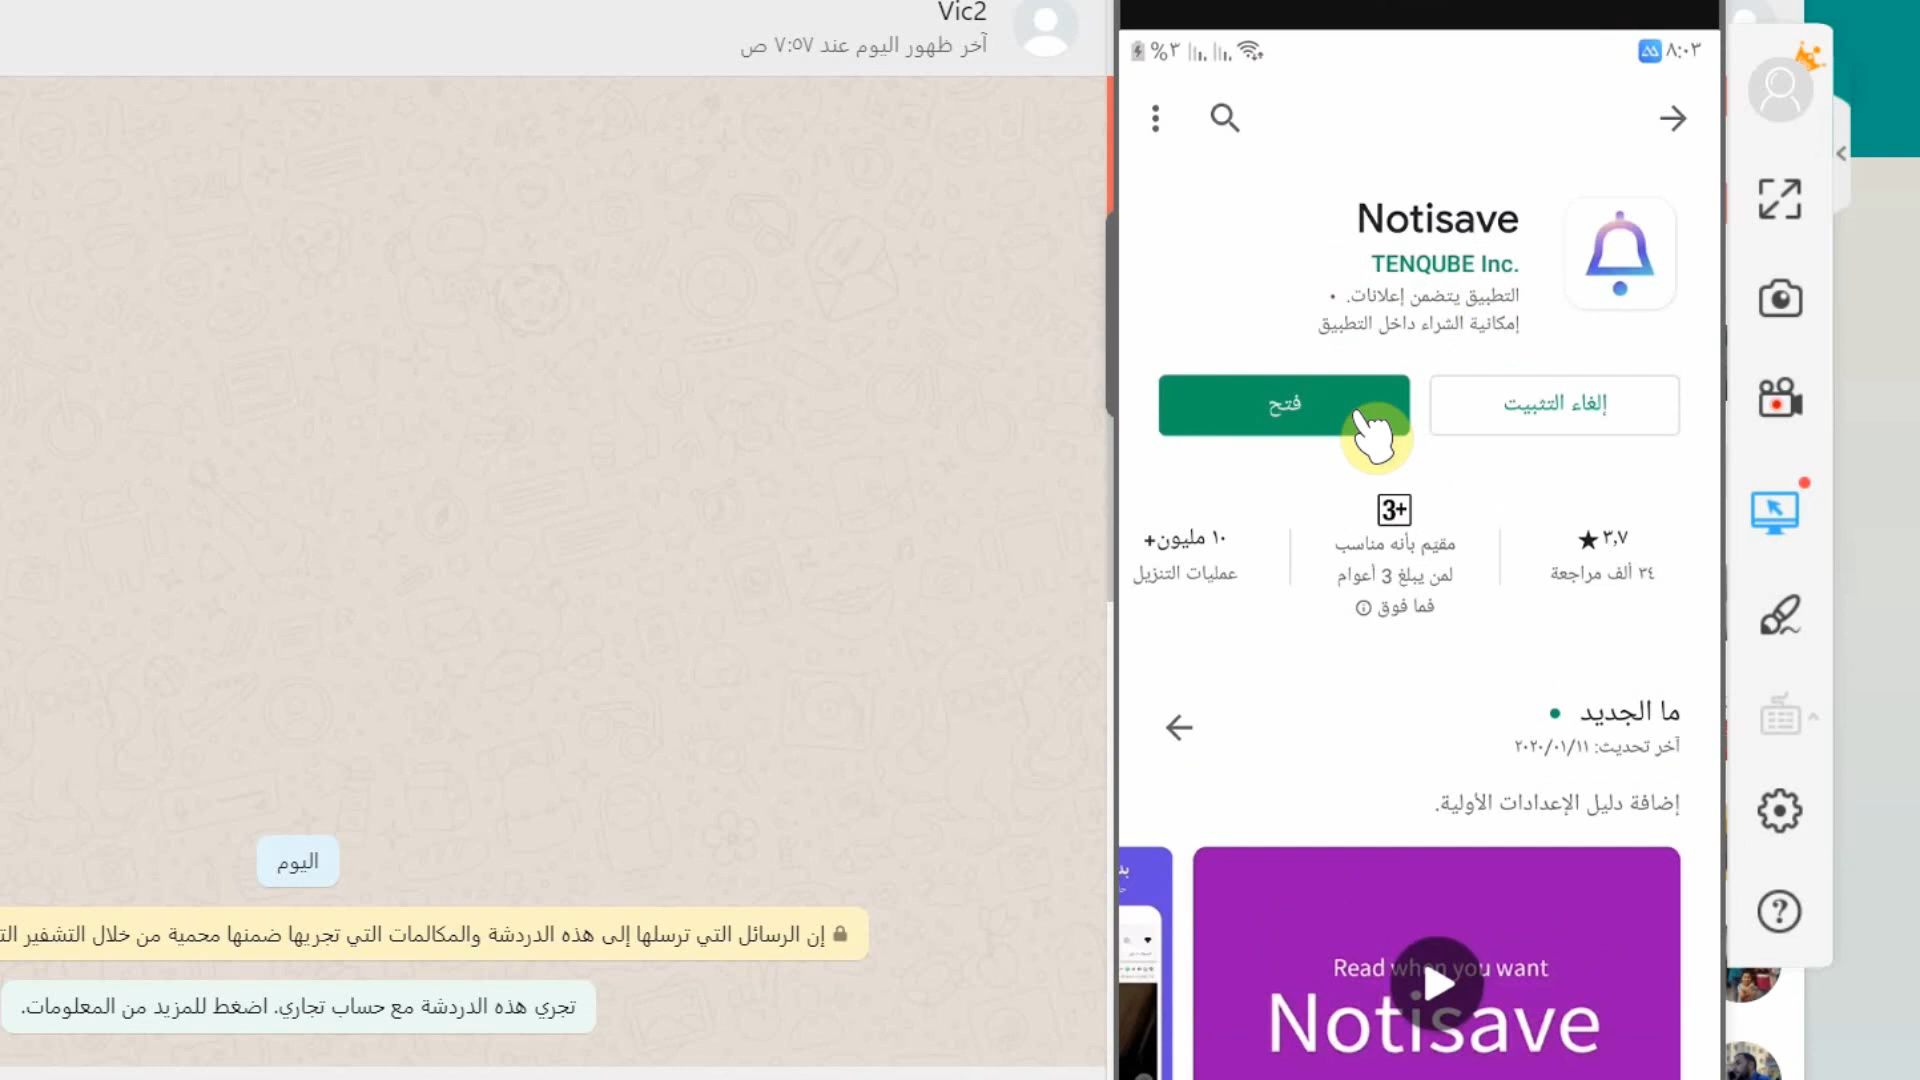 Vic2
آخر ظهور اليوم عند ٧:٥٧ ص
اليوم
إن الرسائل التي ترسلها إلى هذه الدردشة والمكالمات التي تجريها ضمنها محمية من خلال التشفير
تجري هذه الدردشة مع حساب تجاري. اضغط للمزيد من المعلومات.
%٣
٨:٠٣
Notisave
TENQUBE Inc.
التطبيق يتضمن إعلانات. •
إمكانية الشراء داخل التطبيق
إلغاء التثبيت
فتح
٣,٧ ★
٣٤ ألف مراجعة
3+
مقيّم بأنه مناسب
لمن يبلغ 3 أعوام
فما فوق
١٠ مليون+
عمليات التنزيل
ما الجديد •
آخر تحديث: ٢٠٢٠/٠١/١١
إضافة دليل الإعدادات الأولية.
Read when you want
Notisave